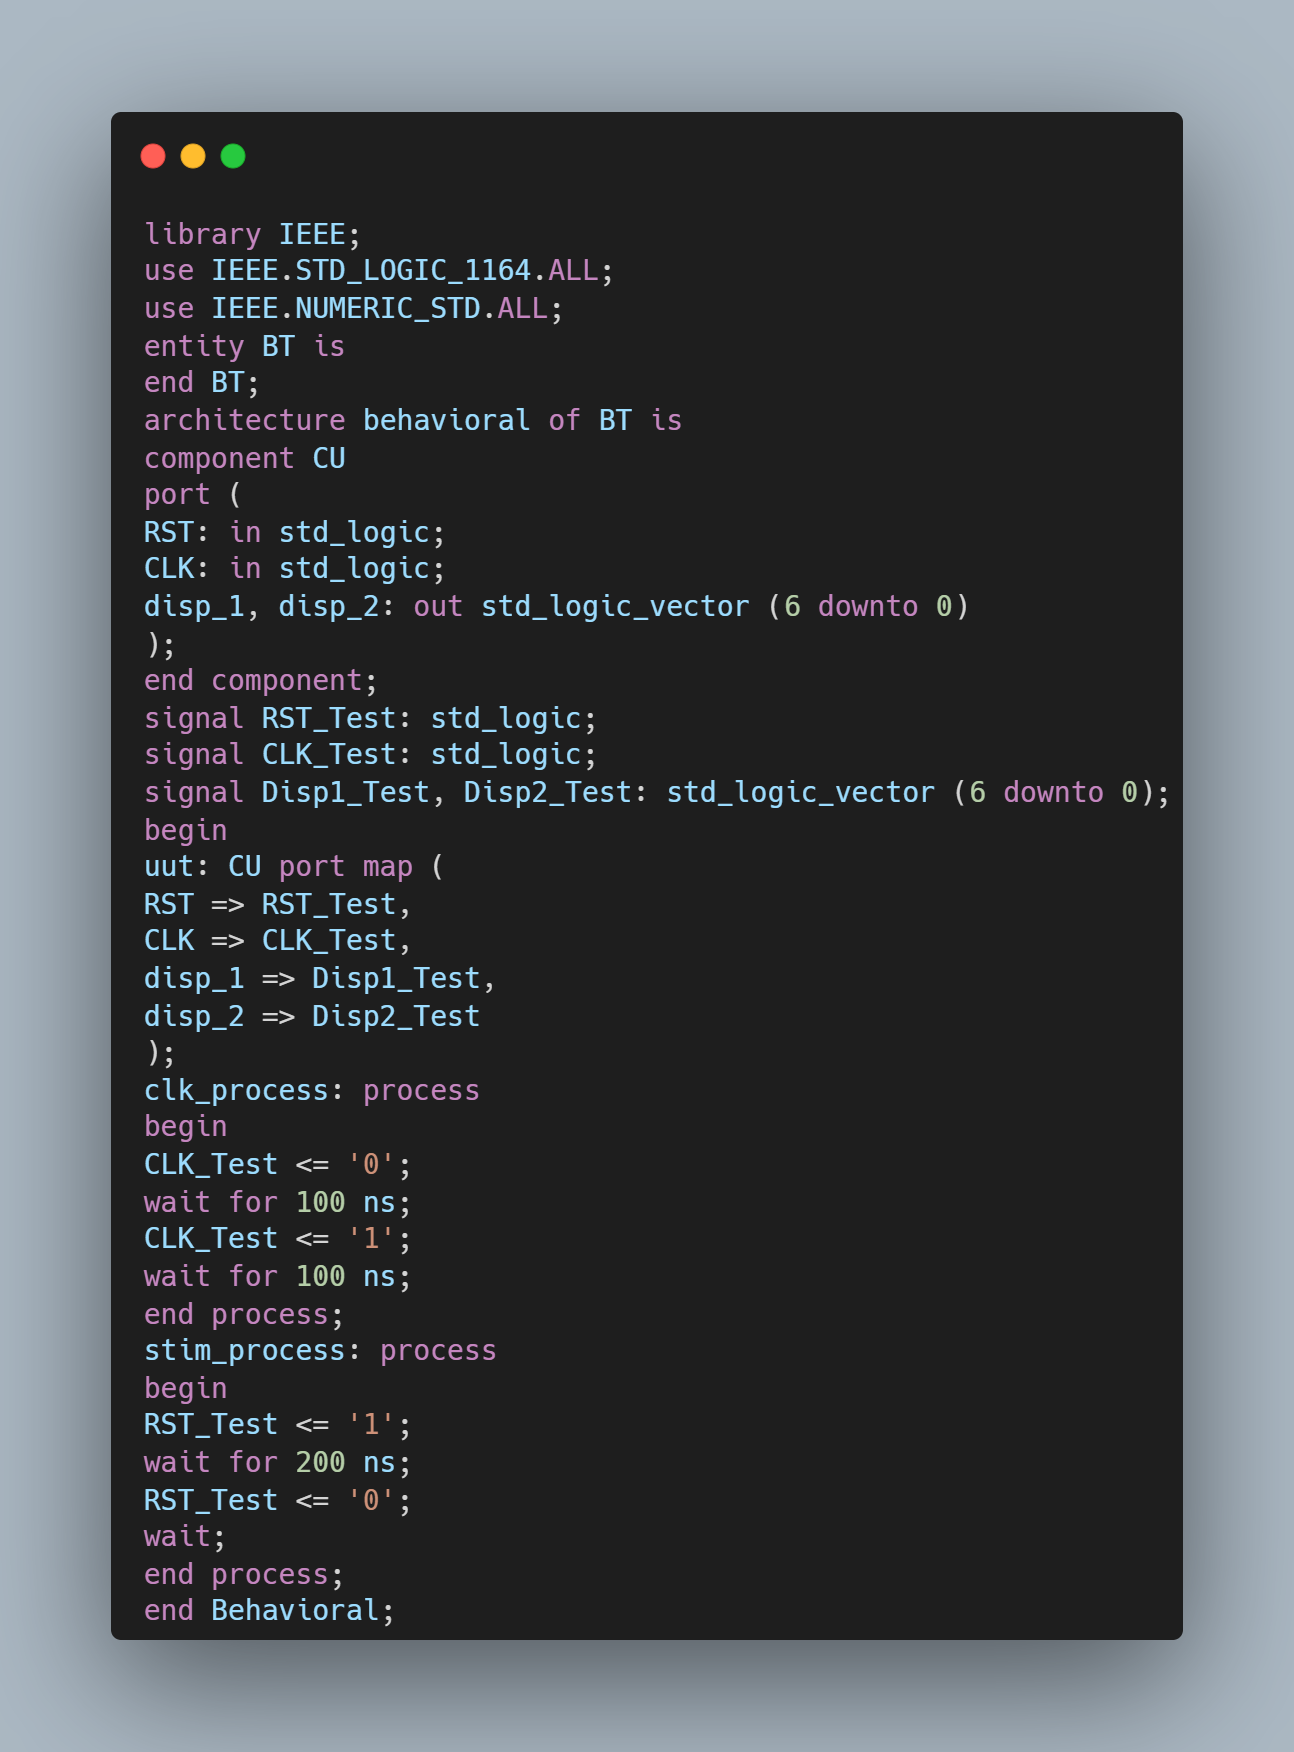 library IEEE;
use IEEE.STD_LOGIC_1164.ALL;
use IEEE.NUMERIC_STD.ALL;
entity BT is
end BT;
architecture behavioral of BT is
component CU
port (
RST: in std_logic;
CLK: in std_logic;
disp_1, disp_2: out std_logic_vector (6 downto 0)
);
end component;
signal RST_Test: std_logic;
signal CLK_Test: std_logic;
signal Disp1_Test, Disp2_Test: std_logic_vector (6 downto 0);
begin
uut: CU port map (
RST => RST_Test,
CLK => CLK_Test,
disp_1 => Disp1_Test,
disp_2 => Disp2_Test
);
clk_process: process
begin
CLK_Test <= '0';
wait for 100 ns;
CLK_Test <= '1';
wait for 100 ns;
end process;
stim_process: process
begin
RST_Test <= '1';
wait for 200 ns;
RST_Test <= '0';
wait;
end process;
end Behavioral;